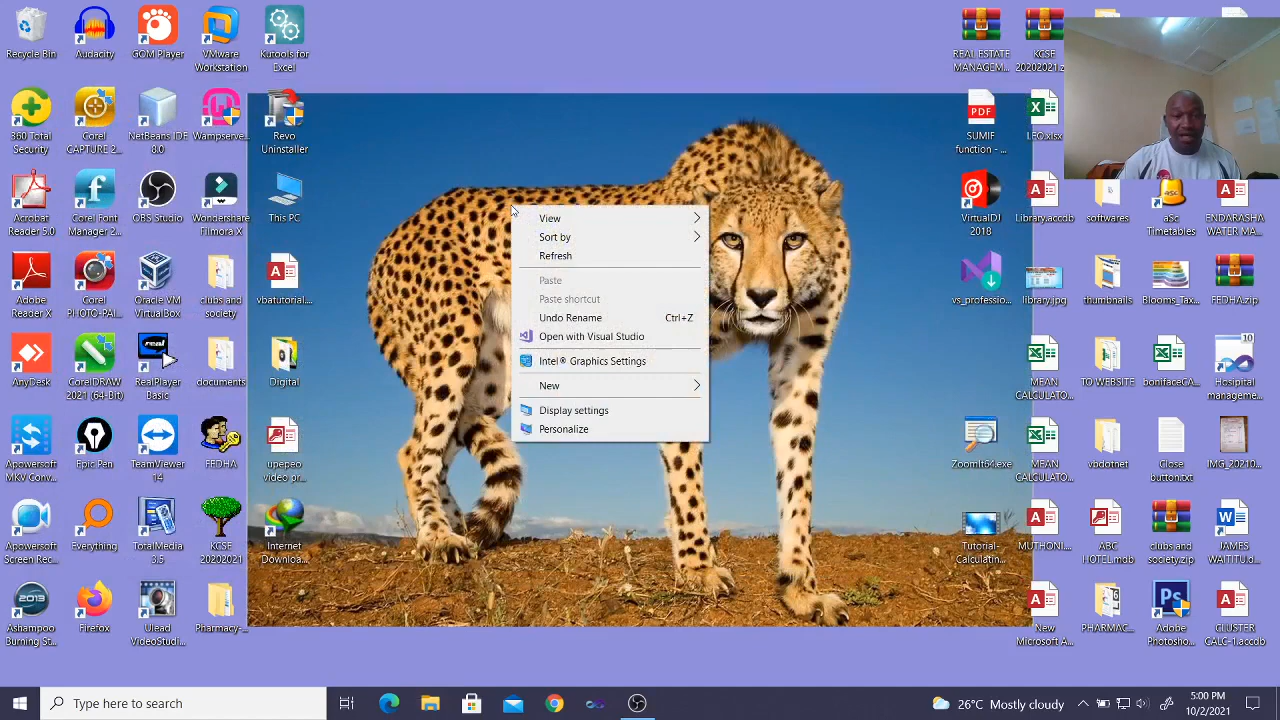 Recycle Bin
Audacity
GOM Player
VMware
Workstation
Kutools for
Excel
REAL ESTATE
MANAGEM...
KCSE
20202021.z
360 Total
Security
Corel
CAPTURE 2...
NetBeans IDE
8.0
Wampserve...
Revo
Uninstaller
PDF
SUMIF
function - ...
LEO.xlsx
Acrobat
Reader 5.0
Corel Font
Manager 2...
OBS Studio
Wondershare
Filmora X
This PC
VirtualDJ
2018
Library.accdb
softwares
aSc
Timetables
ENDARASHA
WATER MA...
View
Sort by
Refresh
Paste
Paste shortcut
Undo Rename Ctrl+Z
Open with Visual Studio
Intel® Graphics Settings
New
Display settings
Personalize
Adobe
Reader X
Corel
PHOTO-PAI...
Oracle VM
VirtualBox
clubs and
society
vbatutorial....
vs_professio...
library.jpg
thumbnails
Blooms_Tax...
FEDHA.zip
AnyDesk
CorelDRAW
2021 (64-Bit)
RealPlayer
Basic
documents
Digital
MEAN
CALCULATO...
TO WEBSITE
bonifaceCA...
10
Hospital
manageme...
Apowersoft
MKV Conv...
Epic Pen
TeamViewer
14
FEDHA
upepeo
video pr...
ZoomIt64.exe
MEAN
CALCULATO...
vbdotnet
Close
button.txt
IMG_20210...
Apowersoft
Screen Rec...
Everything
TotalMedia
3.5
KCSE
20202021
Internet
Downloa...
Tutorial-
Calculatin...
MUTHONI...
ABC
HOTEL.mdb
clubs and
society.zip
JAMES
WAITITU.d...
2013
Ashampoo
Burning St...
Firefox
Ulead
VideoStudi...
Pharmacy-...
New
Microsoft A...
PHARMAC...
Adobe
Photosho...
CLUSTER
CALC-1.accdb
Type here to search
26°C Mostly cloudy
5:00 PM
10/2/2021